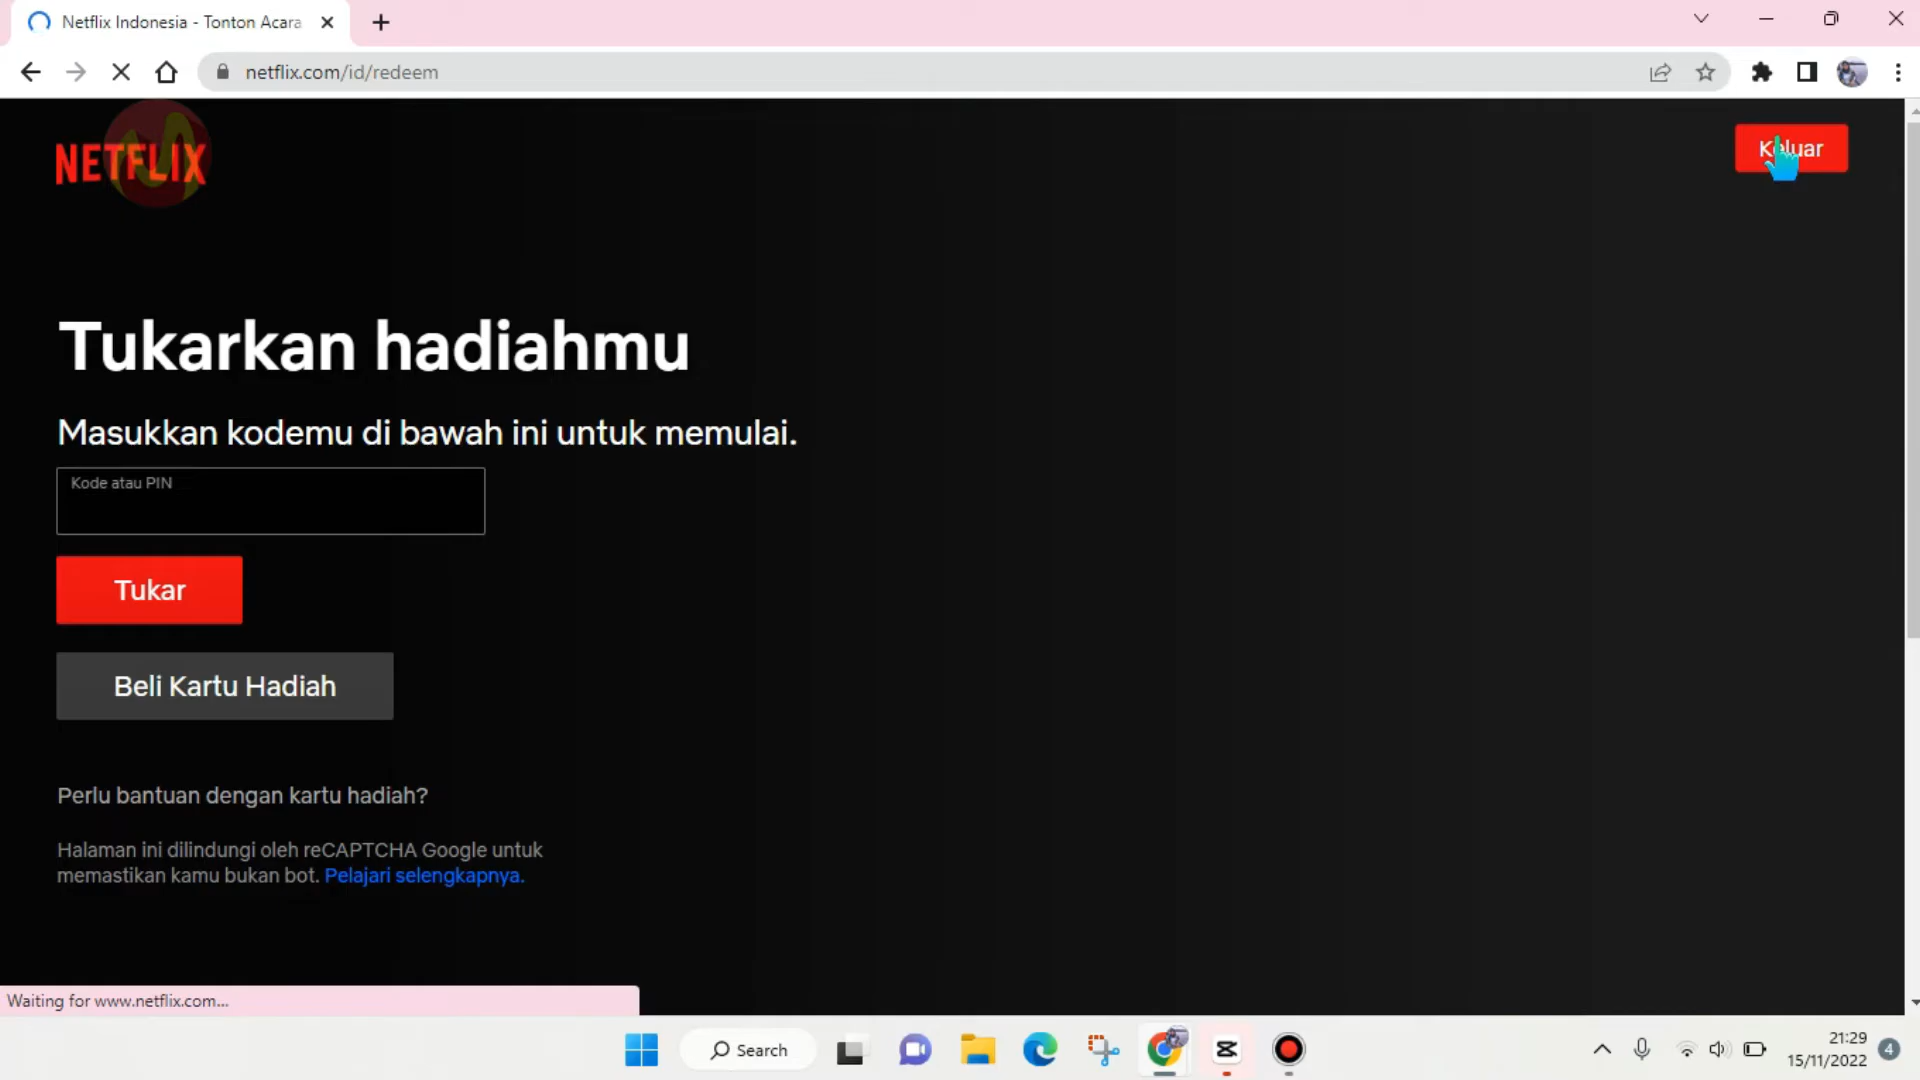 Netflix Indonesia - Tonton Acara
netflix.com/id/redeem
NETFLIX
Keluar
Tukarkan hadiahmu
Masukkan kodemu di bawah ini untuk memulai.
Kode atau PIN
Tukar
Beli Kartu Hadiah
Perlu bantuan dengan kartu hadiah?
Halaman ini dilindungi oleh reCAPTCHA Google untuk
memastikan kamu bukan bot. Pelajari selengkapnya.
Waiting for www.netflix.com...
Search
21:29
15/11/2022
4